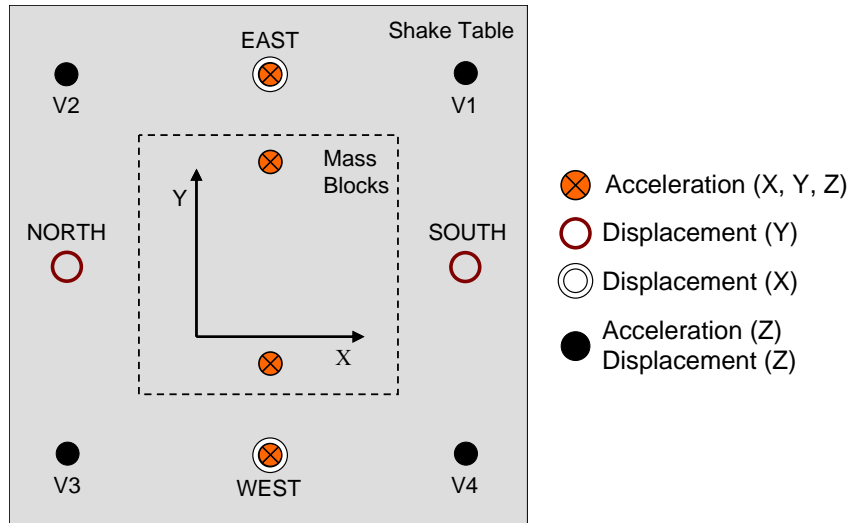 EAST
Shake Table
V2
V1
Mass
Blocks
Y
NORTH
SOUTH
X
V3
WEST
V4
Acceleration (X, Y, Z)
Displacement (Y)
Displacement (X)
Acceleration (Z)
Displacement (Z)